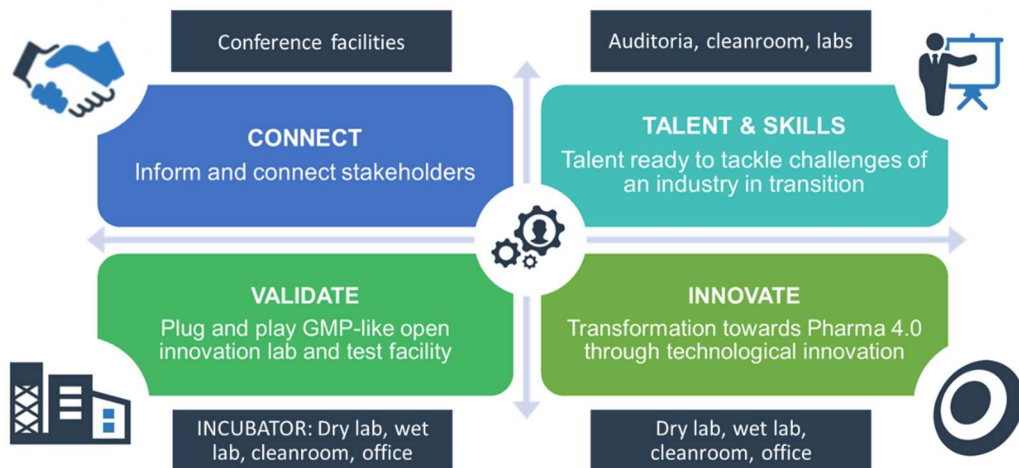 Conference facilities
Auditoria, cleanroom, labs
CONNECT
Inform and connect stakeholders
TALENT & SKILLS
Talent ready to tackle challenges of
an industry in transition
VALIDATE
Plug and play GMP-like open
innovation lab and test facility
INNOVATE
Transformation towards Pharma 4.0
through technological innovation
INCUBATOR: Dry lab, wet
lab, cleanroom, office
Dry lab, wet lab,
cleanroom, office